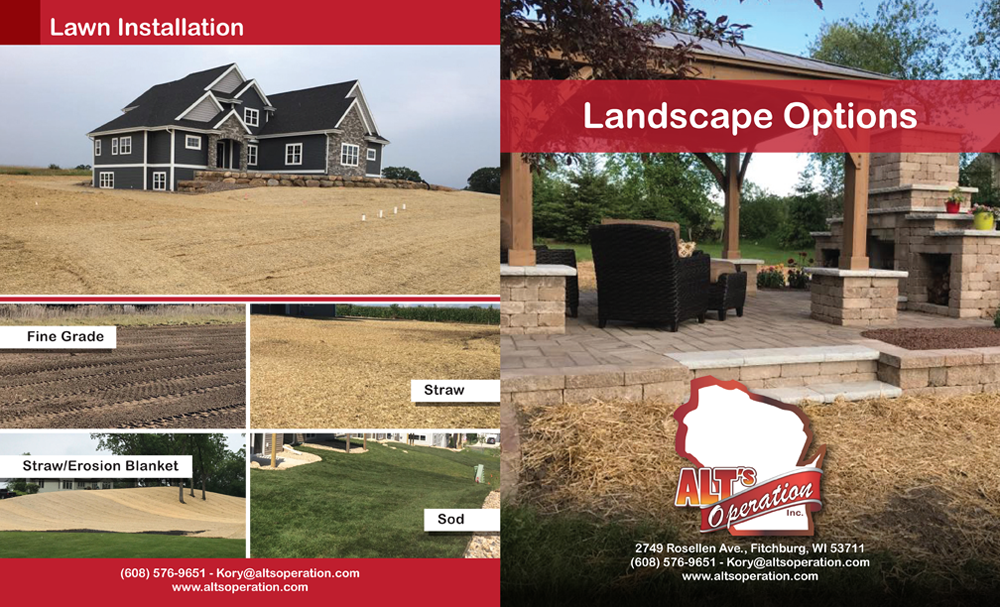 Lawn Installation
Fine Grade
Straw
Straw/Erosion Blanket
Sod
(608) 576-9651 - Kory@altsoperation.com
www.altsoperation.com
Landscape Options
ALT's
Operation
Inc.
2749 Rosellen Ave., Fitchburg, WI 53711
(608) 576-9651 - Kory@altsoperation.com
www.altsoperation.com